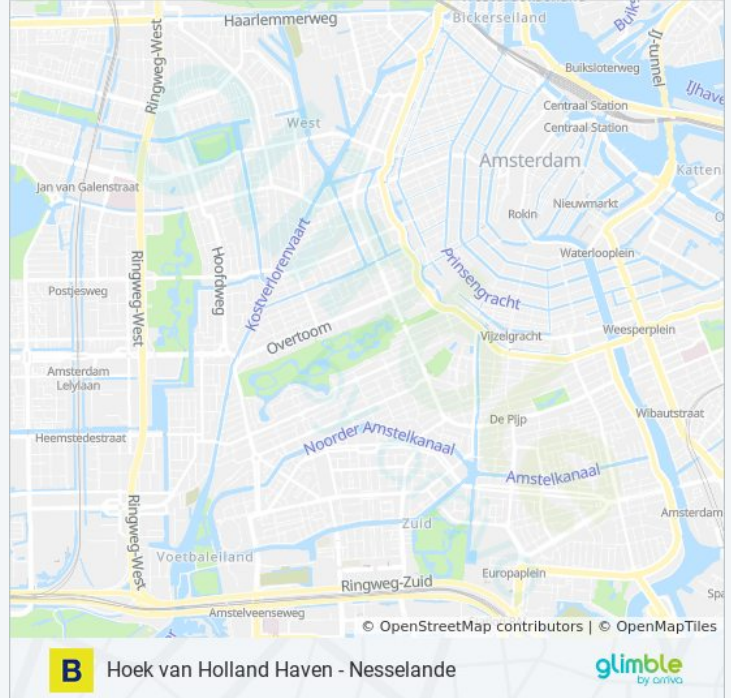 Haarlemmerweg
Bickerseiland
Ringweg-West
IJ-tunnel
Buiksloterweg
Centraal Station
Centraal Station
West
Amsterdam
Jan van Galenstraat
Rokin
Nieuwmarkt
Waterlooplein
Hoofdweg
Kostverlorenvaart
Prinsengracht
Ringweg-West
Postjesweg
Overtoom
Vijzelgracht
Weesperplein
Amsterdam
Lelylaan
De Pijp
Wibautstraat
Noorder Amstelkanaal
Heemstedestraat
Amstelkanaal
Ringweg-West
Zuid
Amsterdam
Voetbaleiland
Europaplein
Ringweg-Zuid
Amstelveenseweg
© OpenStreetMap contributors | © OpenMapTiles
B Hoek van Holland Haven - Nesselande
glimble
by arriva